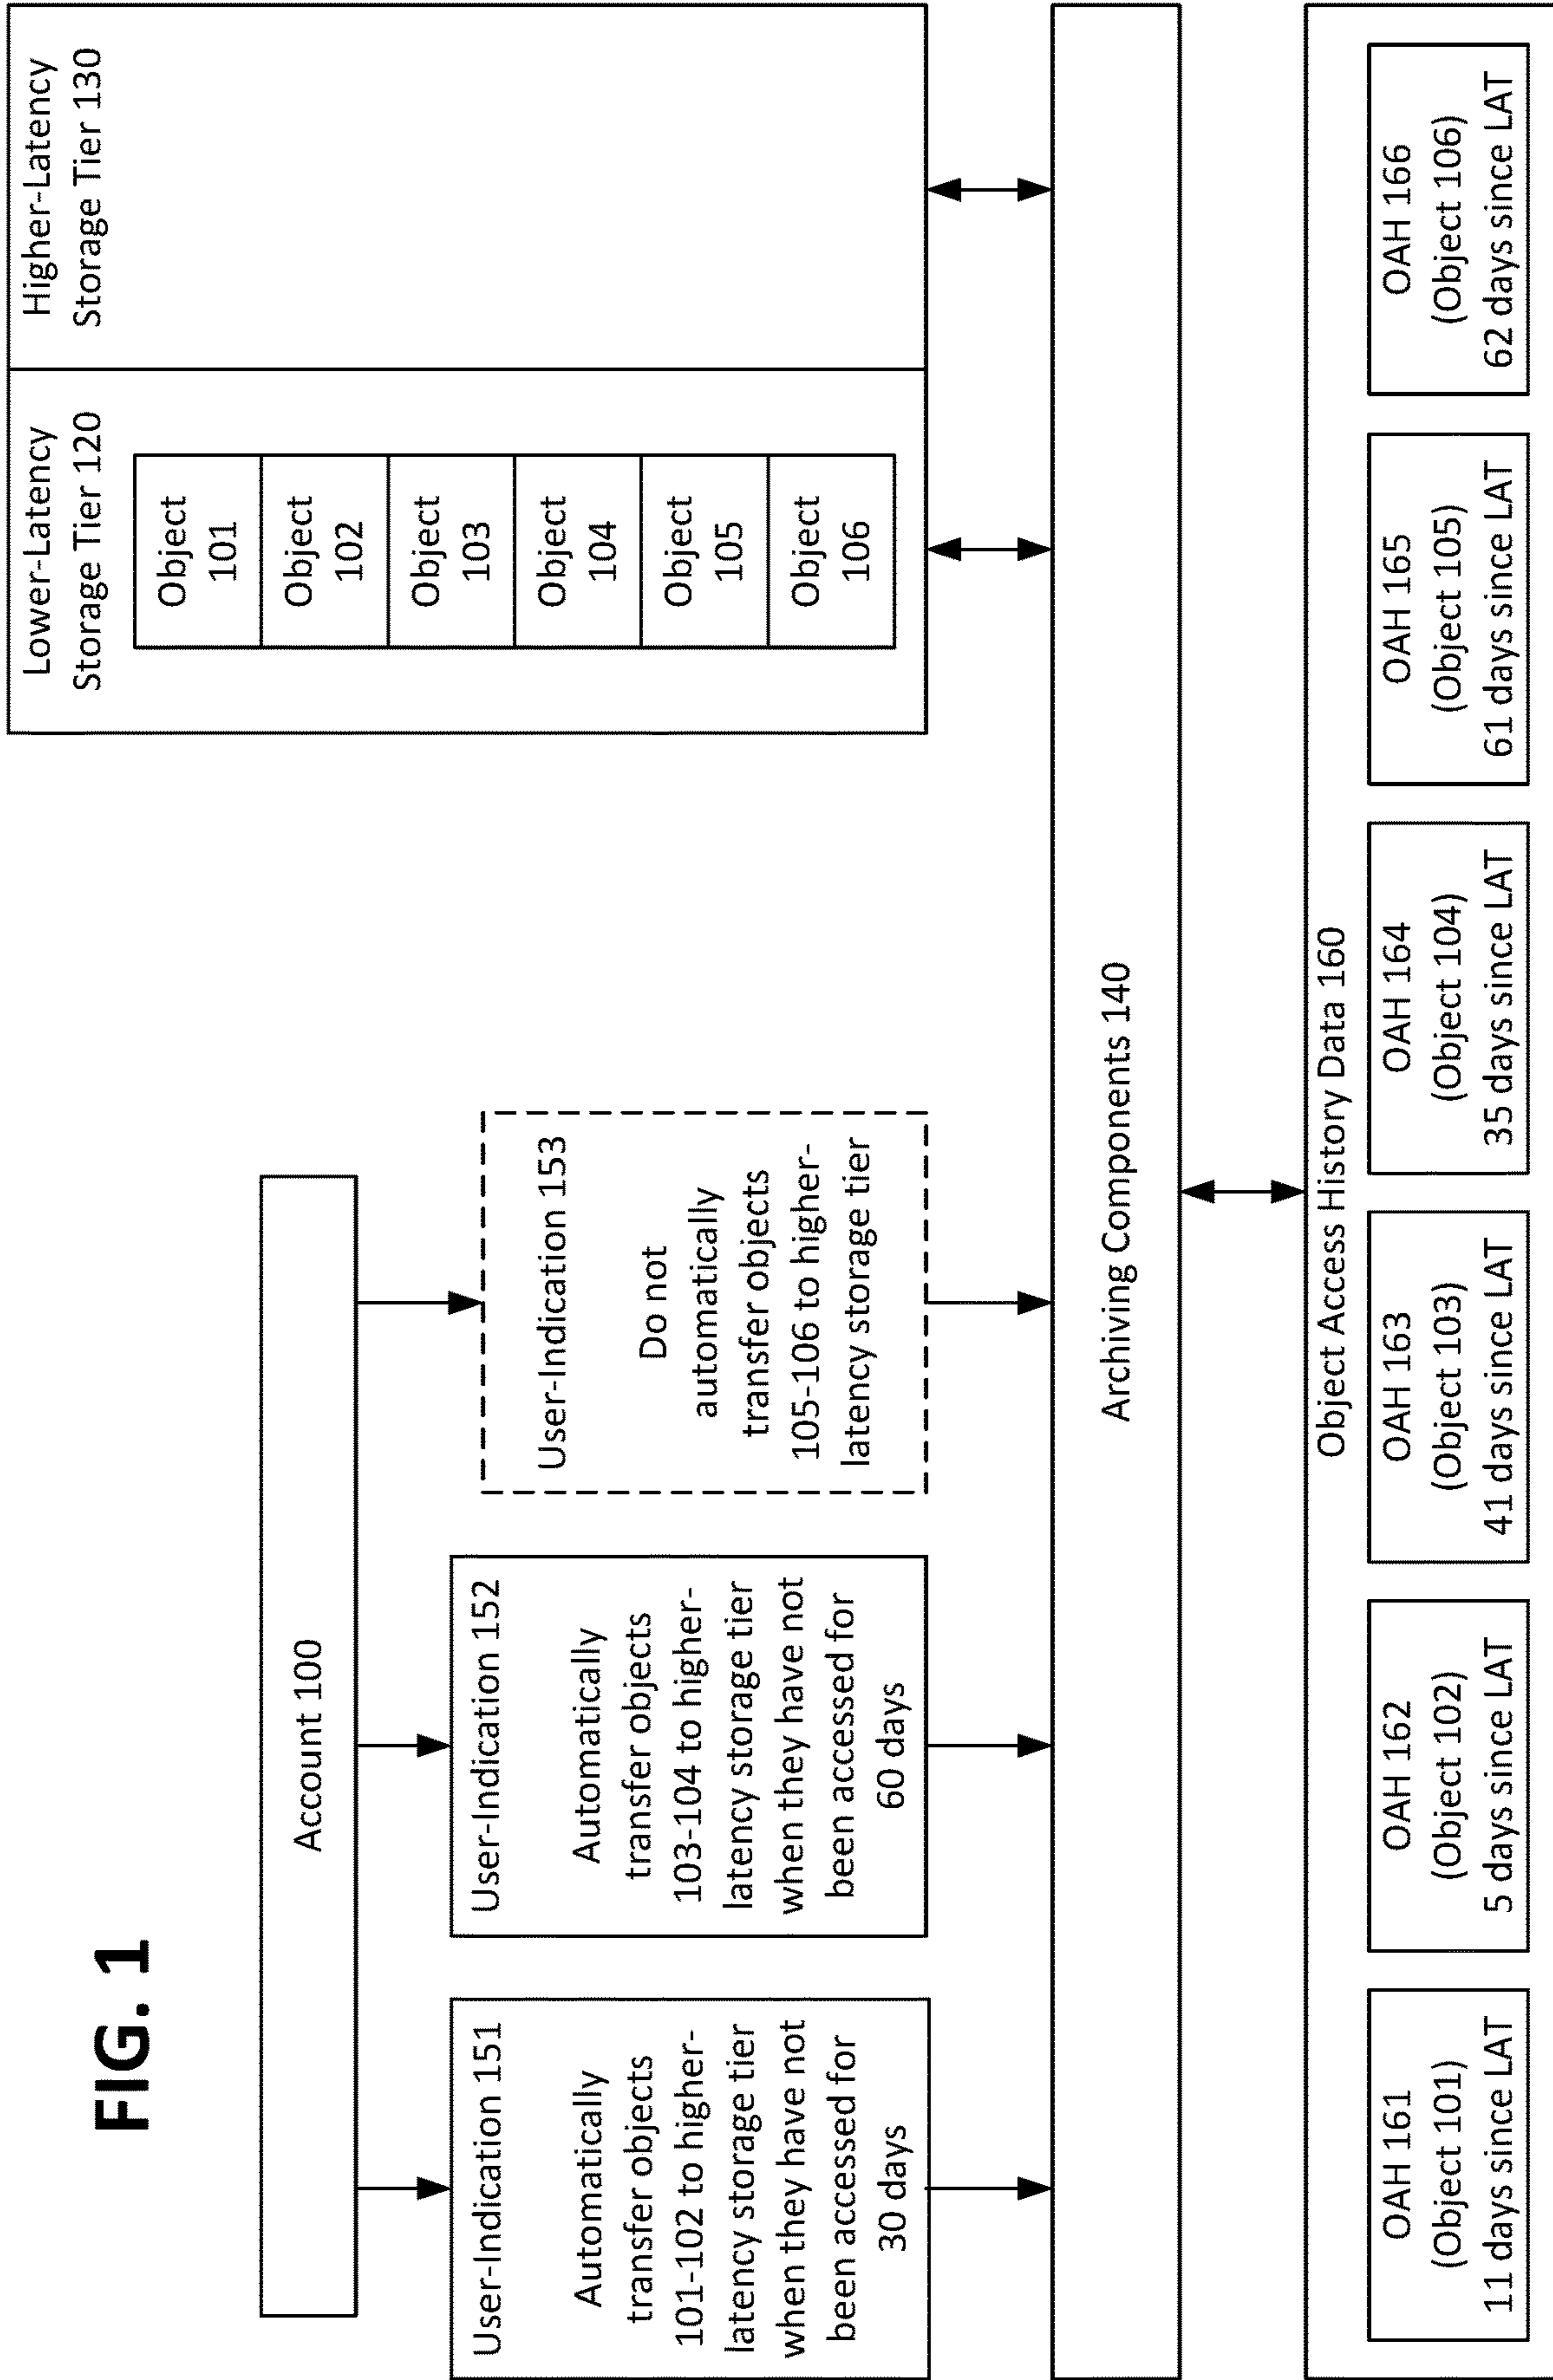 FIG. 1
Account 100
User-Indication 151
Automatically
transfer objects
101-102 to higher-
latency storage tier
when they have not
been accessed for
30 days
User-Indication 152
Automatically
transfer objects
103-104 to higher-
latency storage tier
when they have not
been accessed for
60 days
User-Indication 153
Do not
automatically
transfer objects
105-106 to higher-
latency storage tier
Lower-Latency
Storage Tier 120
Object
101
Object
102
Object
103
Object
104
Object
105
Object
106
Higher-Latency
Storage Tier 130
Archiving Components 140
Object Access History Data 160
OAH 161
(Object 101)
11 days since LAT
OAH 162
(Object 102)
5 days since LAT
OAH 163
(Object 103)
41 days since LAT
OAH 164
(Object 104)
35 days since LAT
OAH 165
(Object 105)
61 days since LAT
OAH 166
(Object 106)
62 days since LAT